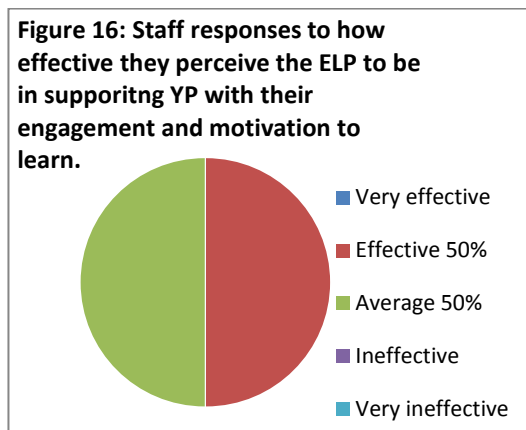 Figure 16: Staff responses to how
effective they perceive the ELP to be
in supporitng YP with their
engagement and motivation to
learn.
Very effective
Effective 50%
Average 50%
Ineffective
Very ineffective